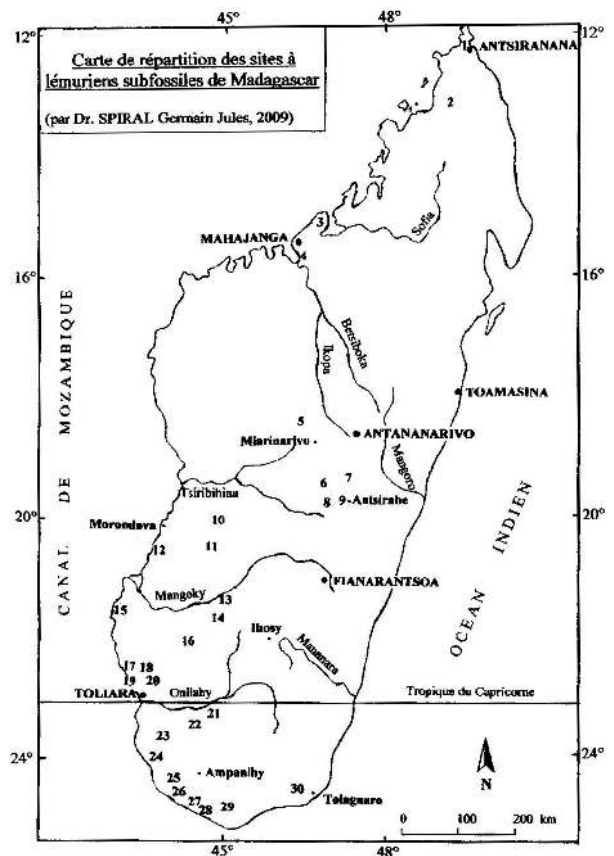 45° 48°
12° 12°
Carte de répartition des sites à
lémuriens subfossiles de Madagascar
(par Dr. SPIRAL Germain Jules, 2009)
ANTSIRANANA
1
2
3
Sofia
MAHAJANGA
4
16° 16°
CANAL DE MOZAMBIQUE
Betsiboka
Ikopa
TOAMASINA
5
Miarinarivo
ANTANANARIVO
Mangoro
6 7
8 9 Antsirabe
Tsiribihina
20° 20°
Morondava
10
12 11
OCEAN INDIEN
FIANARANTSOA
Mangoky
13
15
14
Ihosy
16
Mananara
17 18
19 20
TOLIARA
Onilahy
Tropique du Capricorne
21
22
23
24° 24
24°
25
Ampanihy
26
27
28
29
30
Tolagnaro
N
0 100 200 km
45° 48°